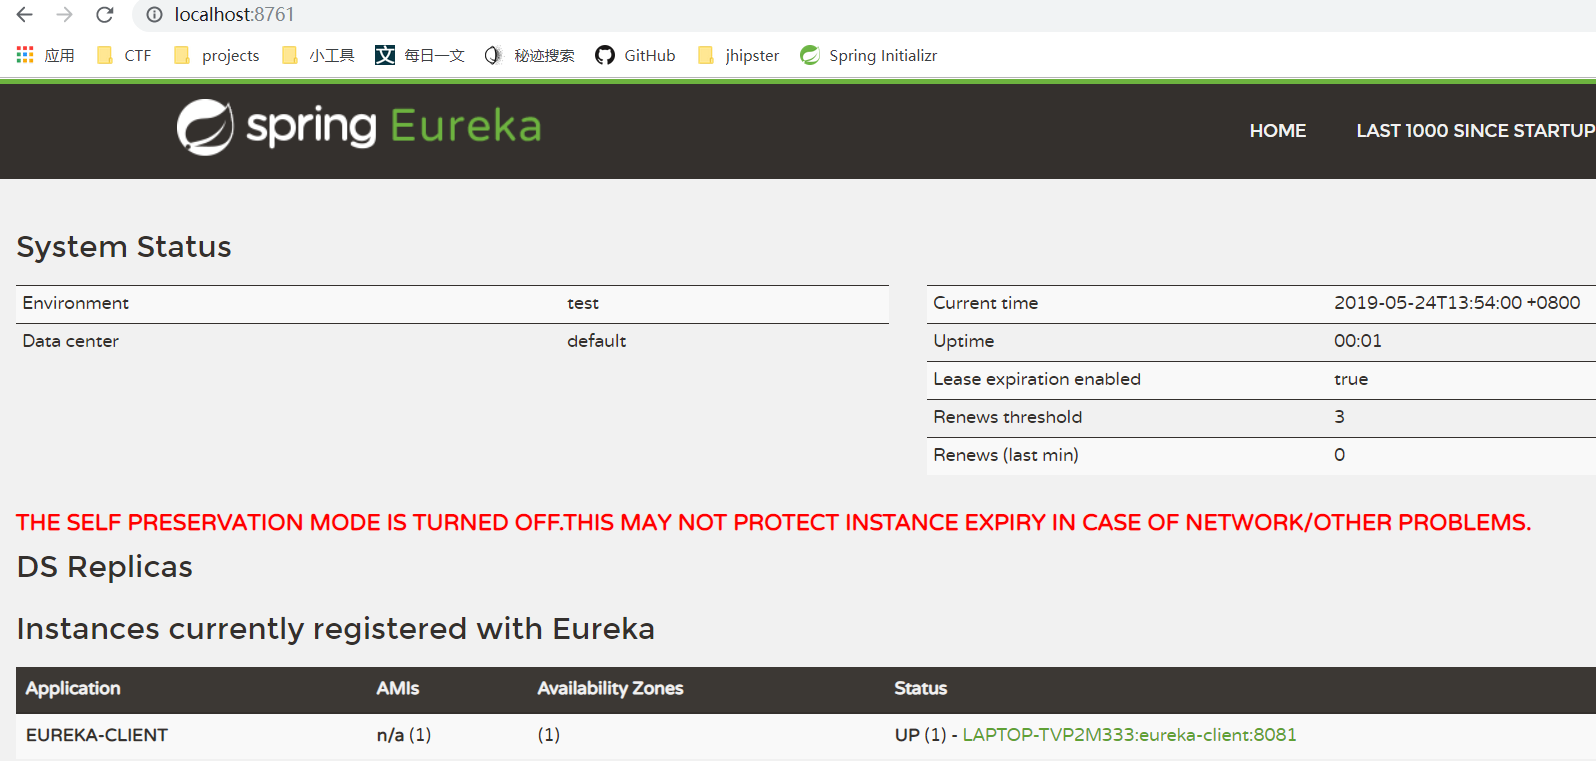 localhost:8761
应用 CTF projects 小工具 每日一文 秘迹搜索 GitHub jhipster Spring Initializr
spring Eureka HOME LAST 1000 SINCE STARTUP
System Status
Environment test
Data center default
Current time 2019-05-24T13:54:00 +0800
Uptime 00:01
Lease expiration enabled true
Renews threshold 3
Renews (last min) 0
THE SELF PRESERVATION MODE IS TURNED OFF.THIS MAY NOT PROTECT INSTANCE EXPIRY IN CASE OF NETWORK/OTHER PROBLEMS.
DS Replicas
Instances currently registered with Eureka
Application AMIs Availability Zones Status
EUREKA-CLIENT n/a (1) (1) UP (1) - LAPTOP-TVP2M333:eureka-client:8081